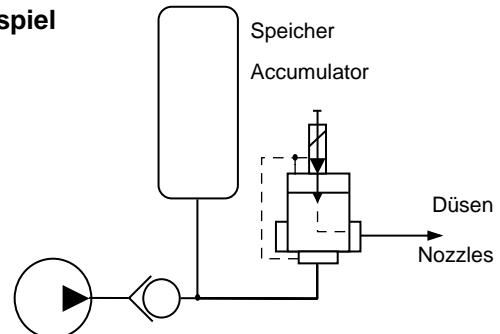 spiel
Speicher
Accumulator
Düsen
Nozzles